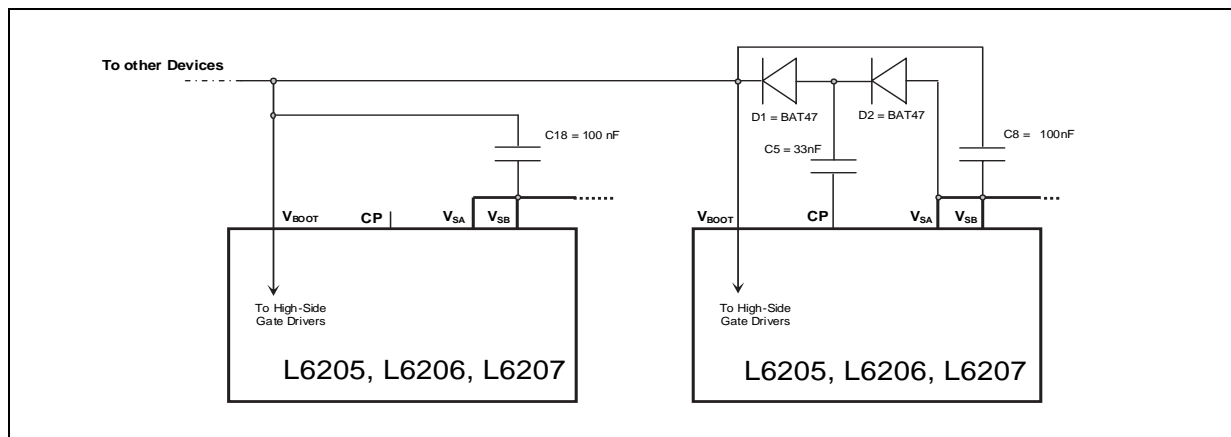 To other Devices
D1 = BAT47
D2 = BAT47
C18 = 100 nF
C5 = 33nF
C8 = 100nF
VBOOT CP VSA VSB
VBOOT CP VSA VSB
To High-Side
Gate Drivers
To High-Side
Gate Drivers
L6205, L6206, L6207
L6205, L6206, L6207